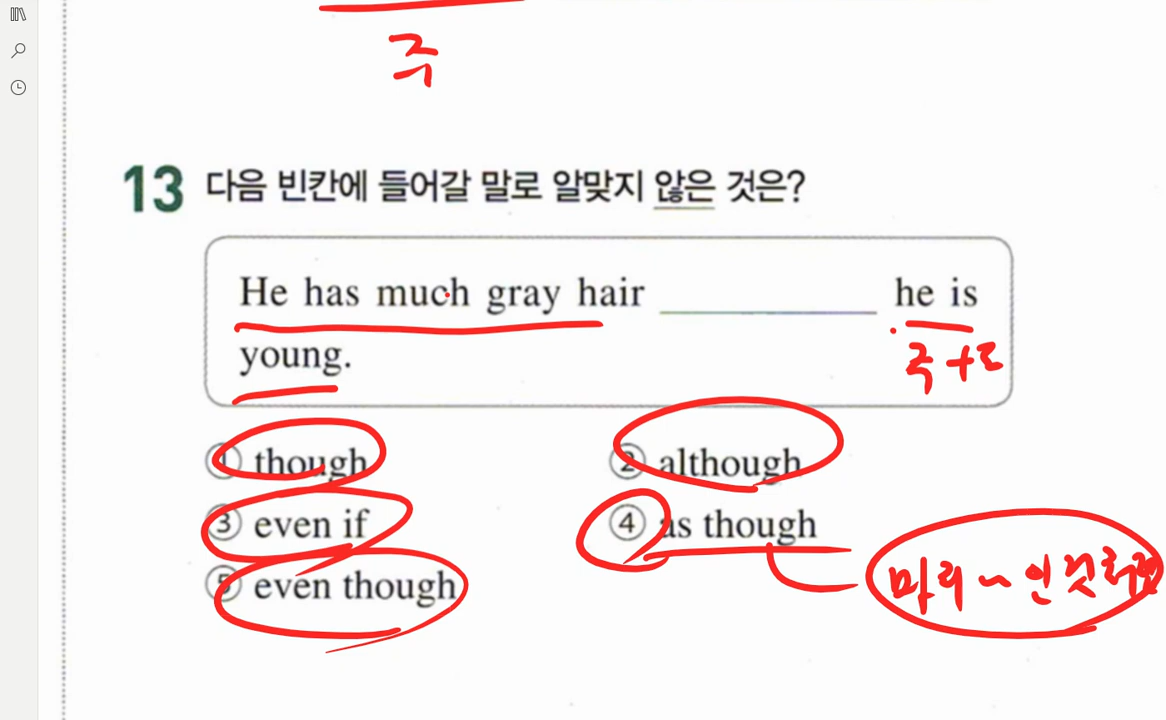 주
13 다음 빈칸에 들어갈 말로 알맞지 않은 것은?
He has much gray hair ____________ he is
young.
주+도
① though
② although
③ even if
④ as though
⑤ even though
마치 ~ 인 것처럼